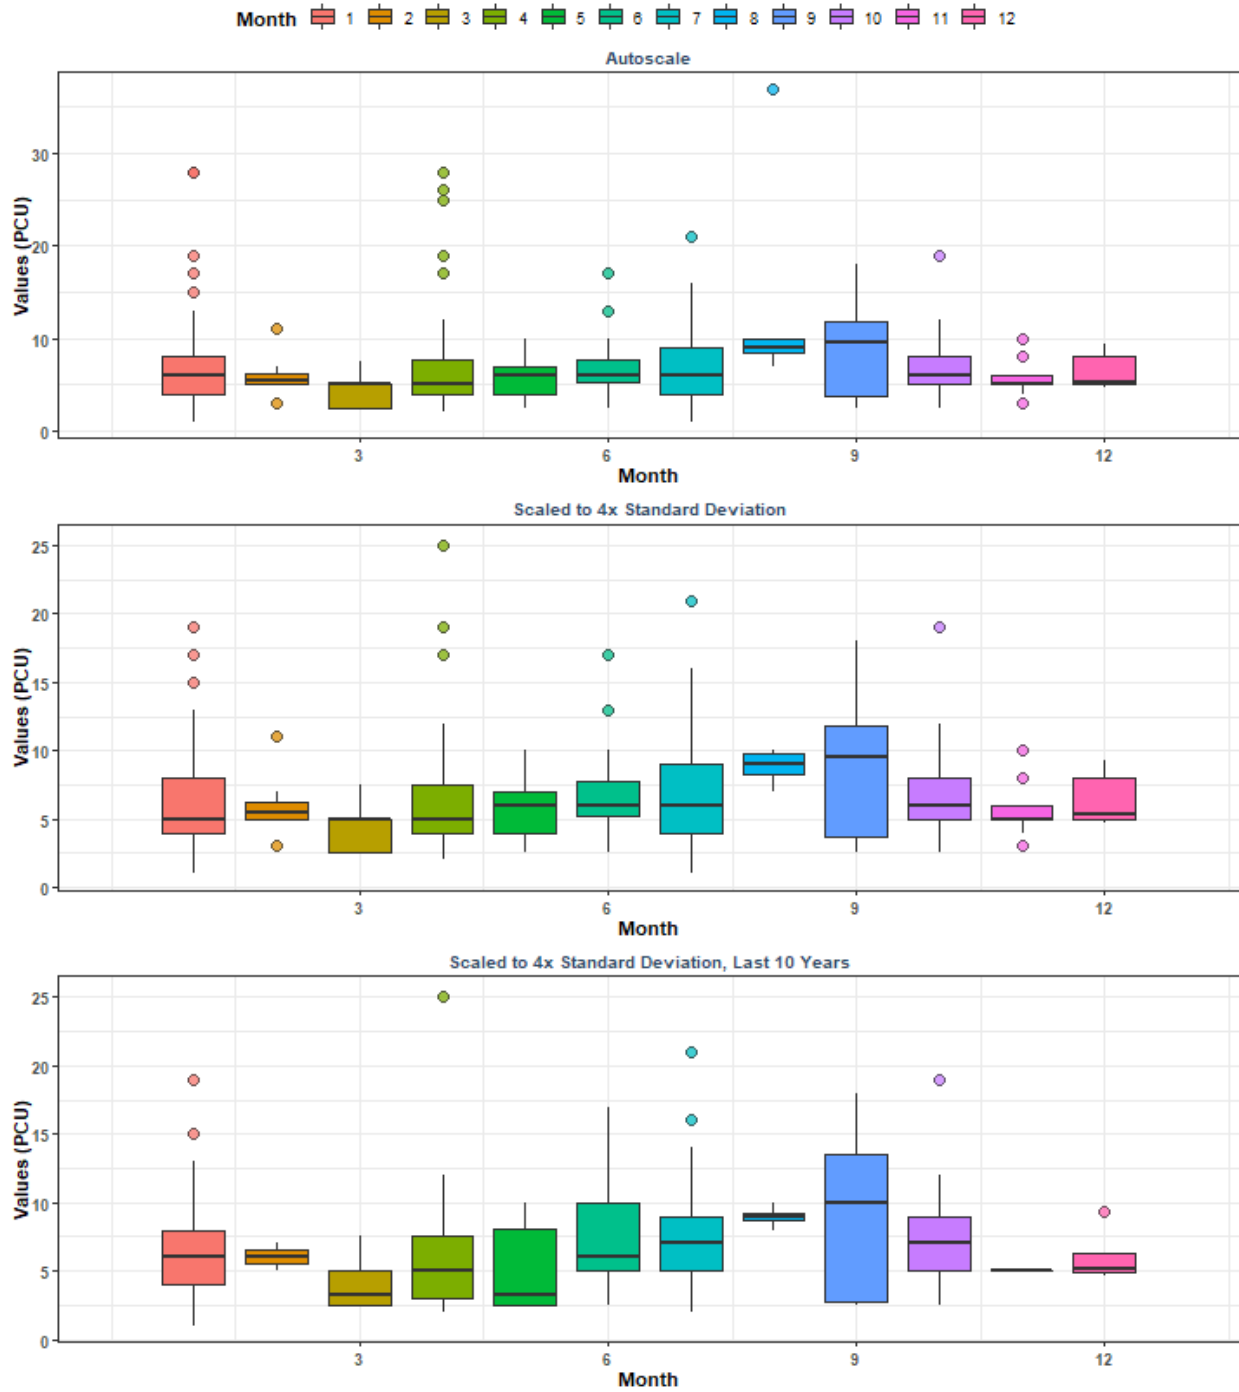 Month 1 2 3 4 5 6 7 8 9 10 11 12
Autoscale
Values (PCU)
30
20
10
0
3 6 9 12
Month
Scaled to 4x Standard Deviation
Values (PCU)
25
20
15
10
5
0
3 6 9 12
Month
Scaled to 4x Standard Deviation, Last 10 Years
Values (PCU)
25
20
15
10
5
0
3 6 9 12
Month